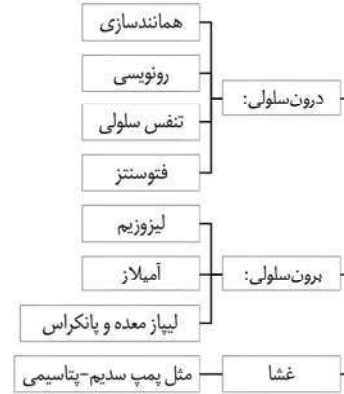 درون‌سلولی:
همانندسازی
رونویسی
تنفس سلولی
فتوسنتز
برون‌سلولی:
لیزوزیم
آمیلاز
لیپاز معده و پانکراس
غشا
مثل پمپ سدیم-پتاسیمی